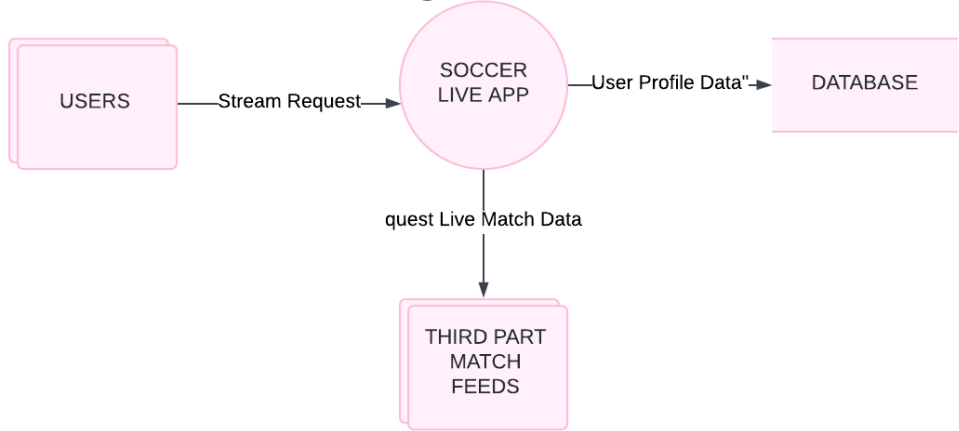 USERS
Stream Request
SOCCER
LIVE APP
User Profile Data"
DATABASE
quest Live Match Data
THIRD PART
MATCH
FEEDS